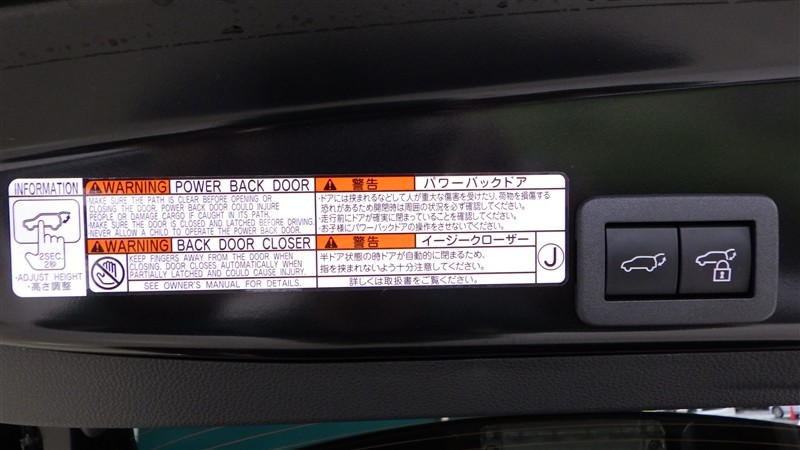 INFORMATION
2SEC.
2秒
・ADJUST HEIGHT
・高さ調整
WARNING POWER BACK DOOR
MAKE SURE THE PATH IS CLEAR BEFORE OPENING OR
CLOSING THE DOOR. POWER BACK DOOR COULD INJURE
PEOPLE OR DAMAGE CARGO IF CAUGHT IN ITS PATH.
MAKE SURE THE DOOR IS CLOSED AND LATCHED BEFORE DRIVING.
NEVER ALLOW A CHILD TO OPERATE THE POWER BACK DOOR.
警告 パワーバックドア
・ドアには挟まれるなどして人が重大な傷害を受けたり、荷物を損傷する
恐れがあるため開閉時は周囲の状況を必ず確認してください。
・走行前にドアが確実に閉まっていることを確認してください。
・お子様にパワーバックドアの操作をさせないでください。
WARNING BACK DOOR CLOSER
KEEP FINGERS AWAY FROM THE DOOR WHEN
CLOSING. DOOR CLOSES AUTOMATICALLY WHEN
PARTIALLY LATCHED AND COULD CAUSE INJURY.
SEE OWNER'S MANUAL FOR DETAILS.
警告 イージークローザー
半ドア状態の時ドアが自動的に閉まるため、
指を挟まれないよう十分注意してください。
詳しくは取扱書をご覧ください。
J